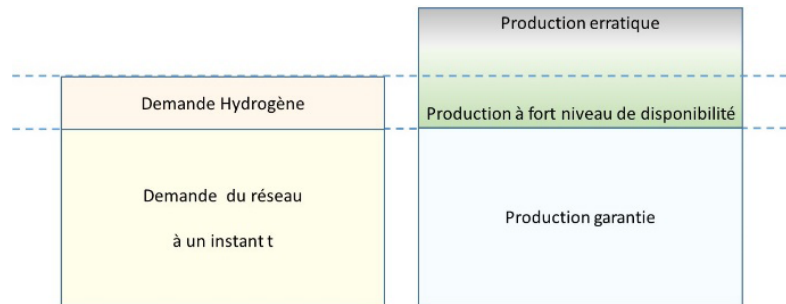 Production erratique
Demande Hydrogène
Production à fort niveau de disponibilité
Demande du réseau
à un instant t
Production garantie